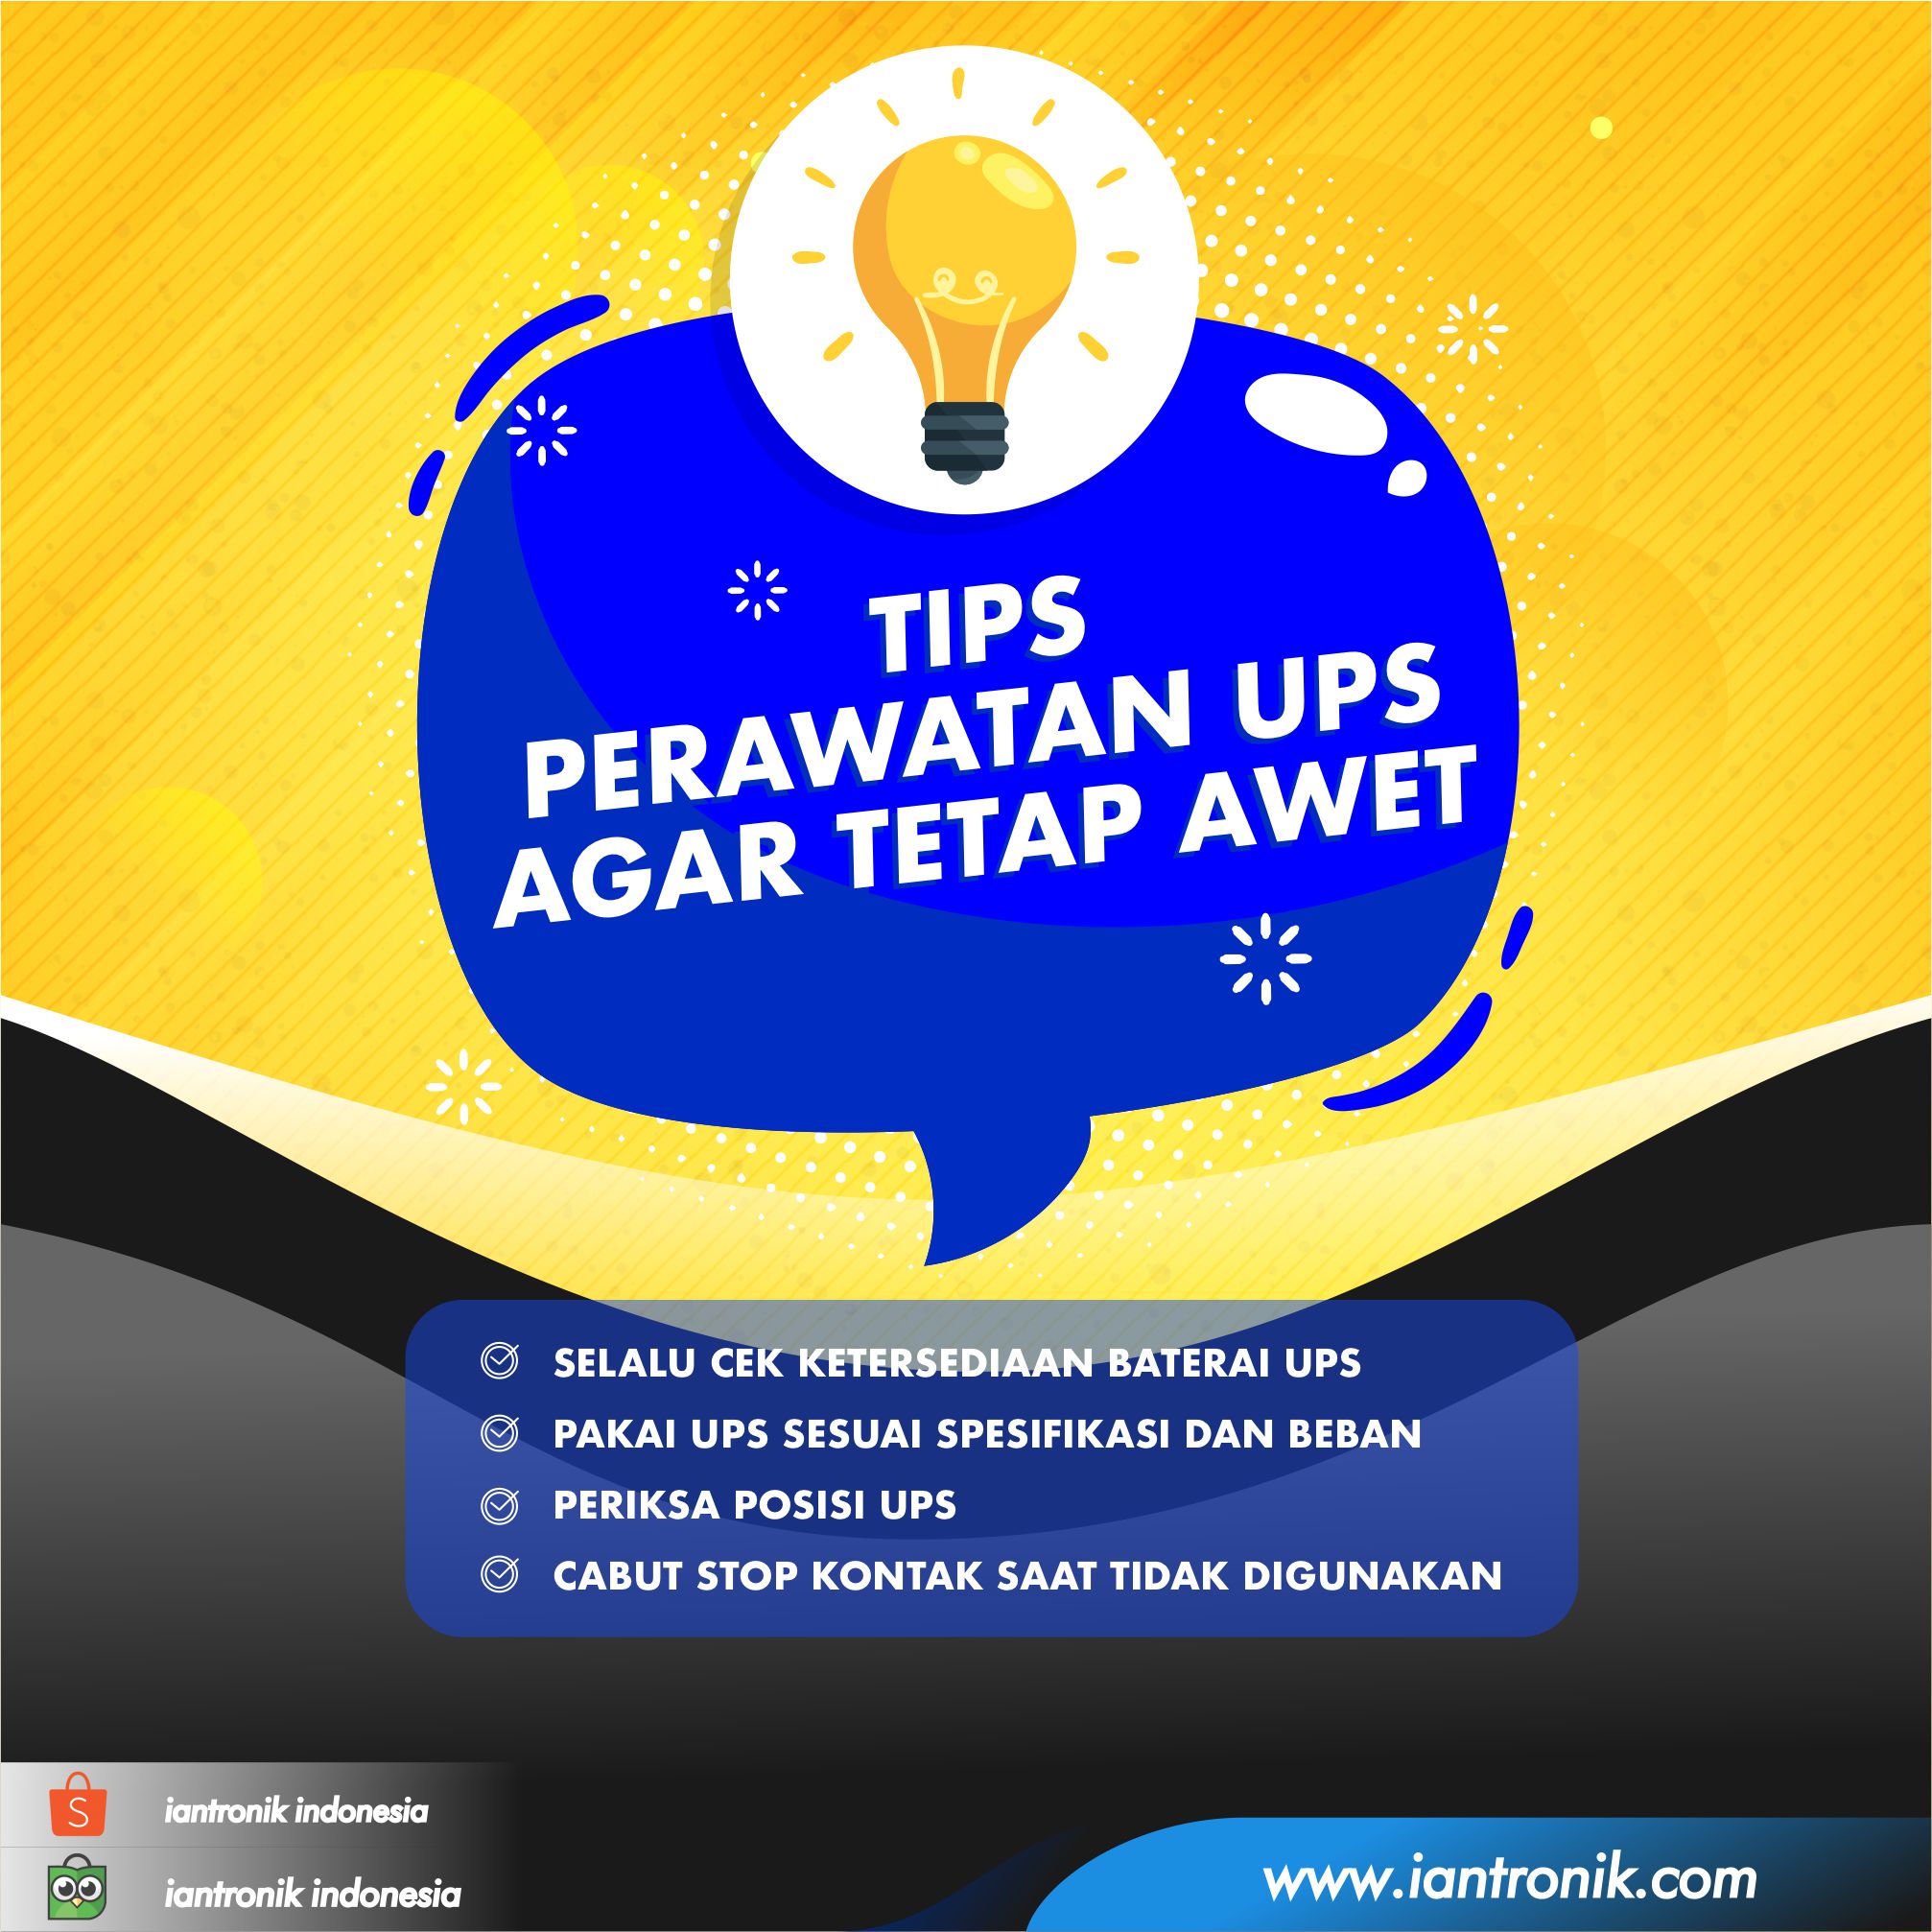 TIPS
PERAWATAN UPS
AGAR TETAP AWET
SELALU CEK KETERSEDIAAN BATERAI UPS
PAKAI UPS SESUAI SPESIFIKASI DAN BEBAN
PERIKSA POSISI UPS
CABUT STOP KONTAK SAAT TIDAK DIGUNAKAN
S
iantronik indonesia
iantronik indonesia
www.iantronik.com